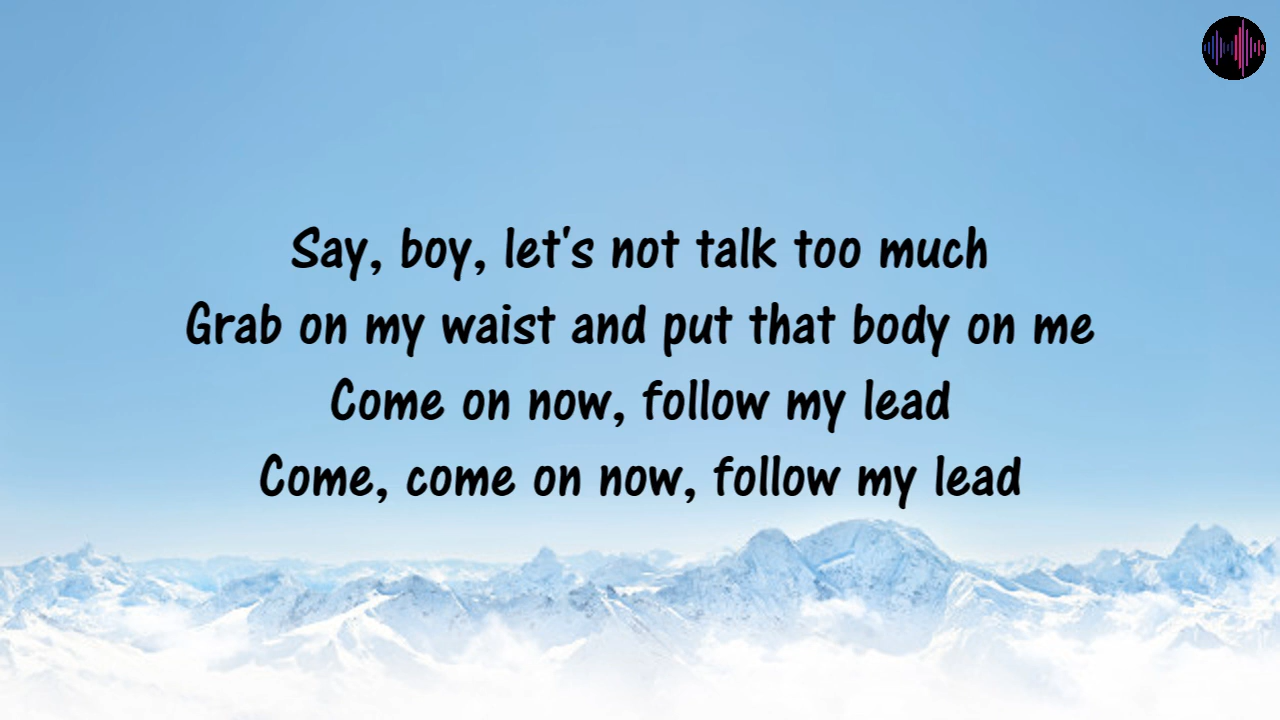 Say, boy, let's not talk too much
Grab on my waist and put that body on me
Come on now, follow my lead
Come, come on now, follow my lead